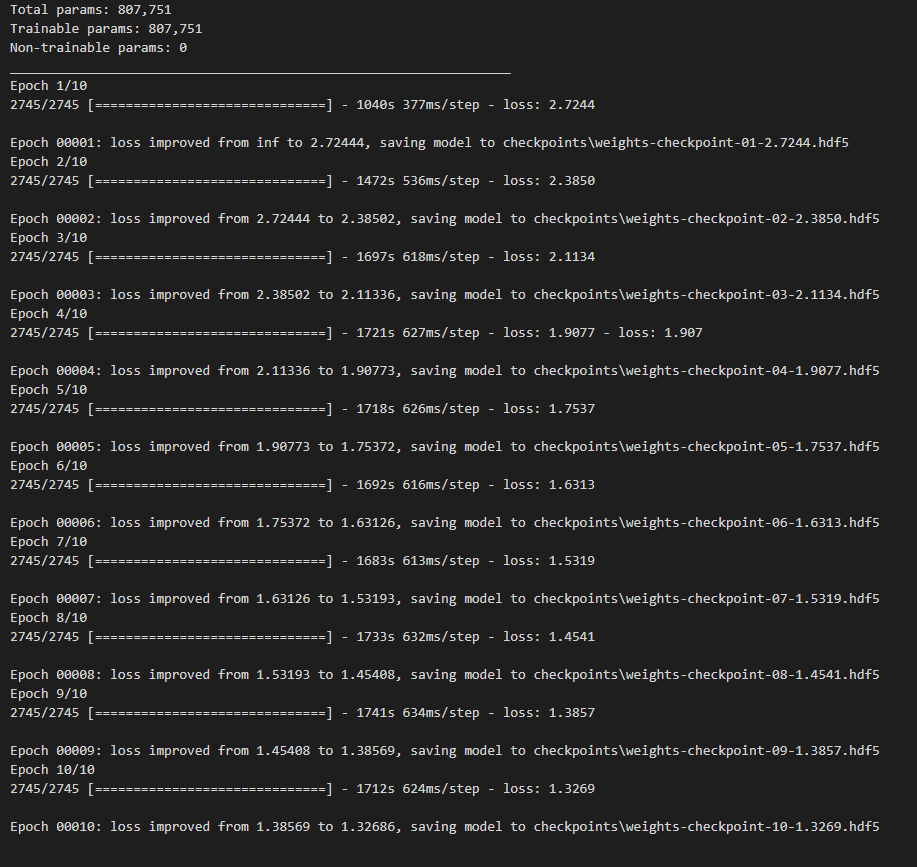 Total params: 807,751
Trainable params: 807,751
Non-trainable params: 0
_________________________________________________________________
Epoch 1/10
2745/2745 [==============================] - 1040s 377ms/step - loss: 2.7244
Epoch 00001: loss improved from inf to 2.72444, saving model to checkpoints\weights-checkpoint-01-2.7244.hdf5
Epoch 2/10
2745/2745 [==============================] - 1472s 536ms/step - loss: 2.3850
Epoch 00002: loss improved from 2.72444 to 2.38502, saving model to checkpoints\weights-checkpoint-02-2.3850.hdf5
Epoch 3/10
2745/2745 [==============================] - 1697s 618ms/step - loss: 2.1134
Epoch 00003: loss improved from 2.38502 to 2.11336, saving model to checkpoints\weights-checkpoint-03-2.1134.hdf5
Epoch 4/10
2745/2745 [==============================] - 1721s 627ms/step - loss: 1.9077 - loss: 1.907
Epoch 00004: loss improved from 2.11336 to 1.90773, saving model to checkpoints\weights-checkpoint-04-1.9077.hdf5
Epoch 5/10
2745/2745 [==============================] - 1718s 626ms/step - loss: 1.7537
Epoch 00005: loss improved from 1.90773 to 1.75372, saving model to checkpoints\weights-checkpoint-05-1.7537.hdf5
Epoch 6/10
2745/2745 [==============================] - 1692s 616ms/step - loss: 1.6313
Epoch 00006: loss improved from 1.75372 to 1.63126, saving model to checkpoints\weights-checkpoint-06-1.6313.hdf5
Epoch 7/10
2745/2745 [==============================] - 1683s 613ms/step - loss: 1.5319
Epoch 00007: loss improved from 1.63126 to 1.53193, saving model to checkpoints\weights-checkpoint-07-1.5319.hdf5
Epoch 8/10
2745/2745 [==============================] - 1733s 632ms/step - loss: 1.4541
Epoch 00008: loss improved from 1.53193 to 1.45408, saving model to checkpoints\weights-checkpoint-08-1.4541.hdf5
Epoch 9/10
2745/2745 [==============================] - 1741s 634ms/step - loss: 1.3857
Epoch 00009: loss improved from 1.45408 to 1.38569, saving model to checkpoints\weights-checkpoint-09-1.3857.hdf5
Epoch 10/10
2745/2745 [==============================] - 1712s 624ms/step - loss: 1.3269
Epoch 00010: loss improved from 1.38569 to 1.32686, saving model to checkpoints\weights-checkpoint-10-1.3269.hdf5